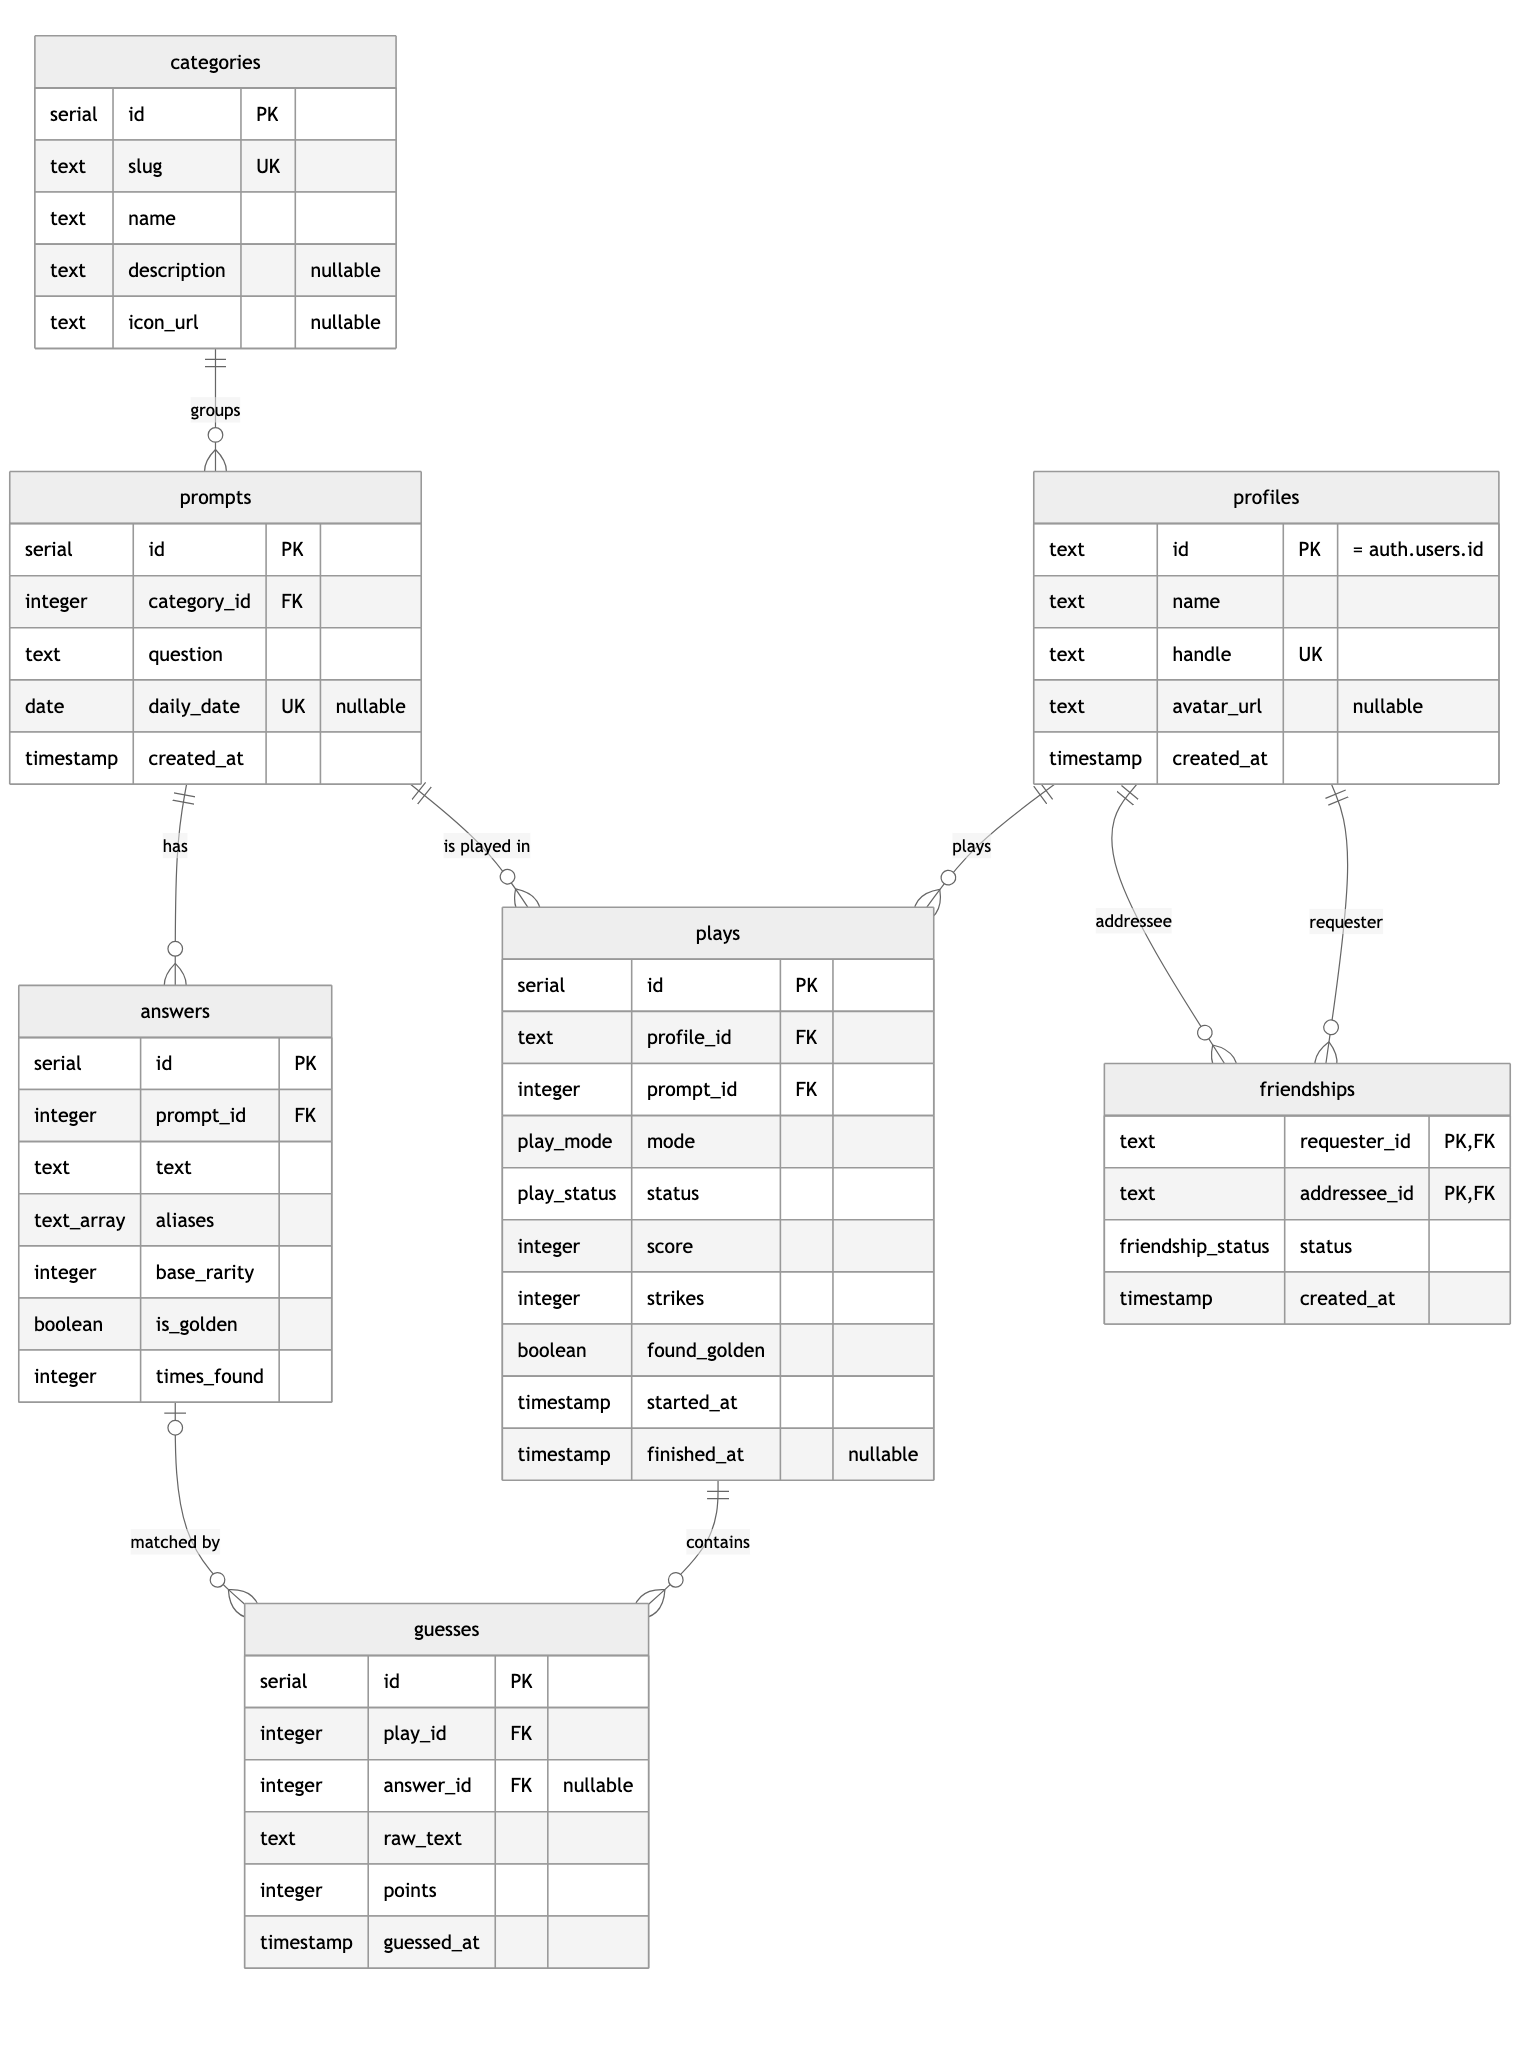 categories
serial id PK
text slug UK
text name
text description nullable
text icon_url nullable
groups
prompts
serial id PK
integer category_id FK
text question
date daily_date UK nullable
timestamp created_at
profiles
text id PK = auth.users.id
text name
text handle UK
text avatar_url nullable
timestamp created_at
has
is played in
plays
addressee
requester
answers
serial id PK
integer prompt_id FK
text text
text_array aliases
integer base_rarity
boolean is_golden
integer times_found
plays
serial id PK
text profile_id FK
integer prompt_id FK
play_mode mode
play_status status
integer score
integer strikes
boolean found_golden
timestamp started_at
timestamp finished_at nullable
friendships
text requester_id PK,FK
text addressee_id PK,FK
friendship_status status
timestamp created_at
matched by
contains
guesses
serial id PK
integer play_id FK
integer answer_id FK nullable
text raw_text
integer points
timestamp guessed_at